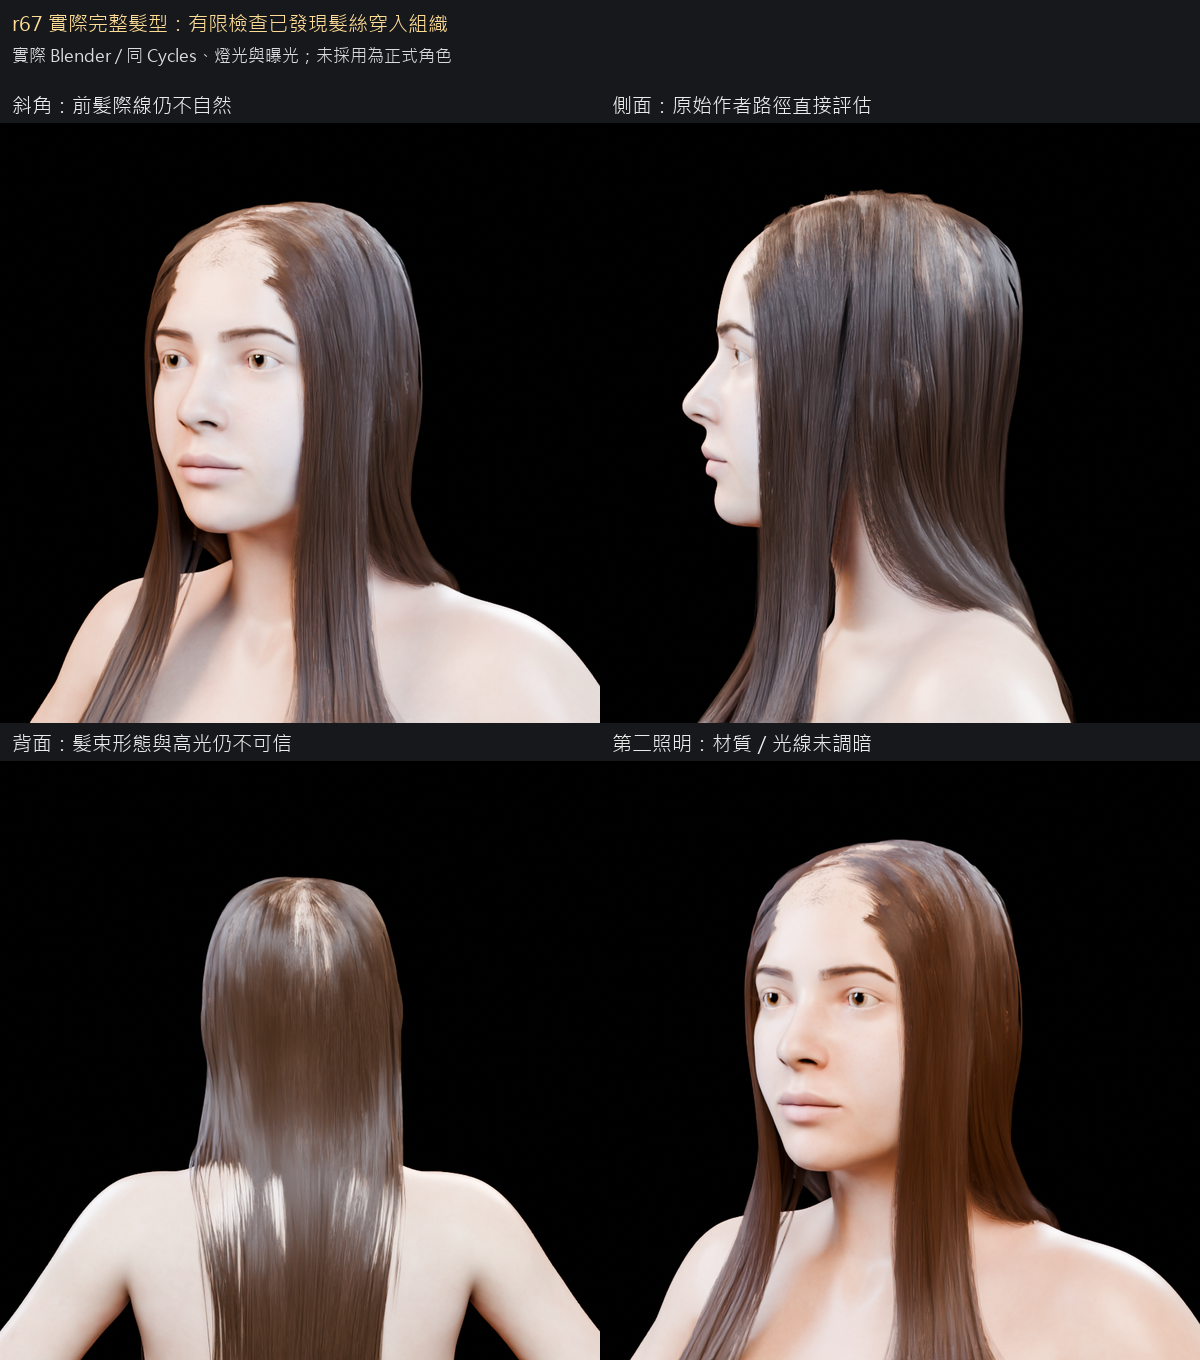 r67 實際完整髮型：有限檢查已發現髮絲穿入組織
實際 Blender / 同 Cycles、燈光與曝光；未採用為正式角色
斜角：前髮際線仍不自然
側面：原始作者路徑直接評估
背面：髮束形態與高光仍不可信
第二照明：材質 / 光線未調暗